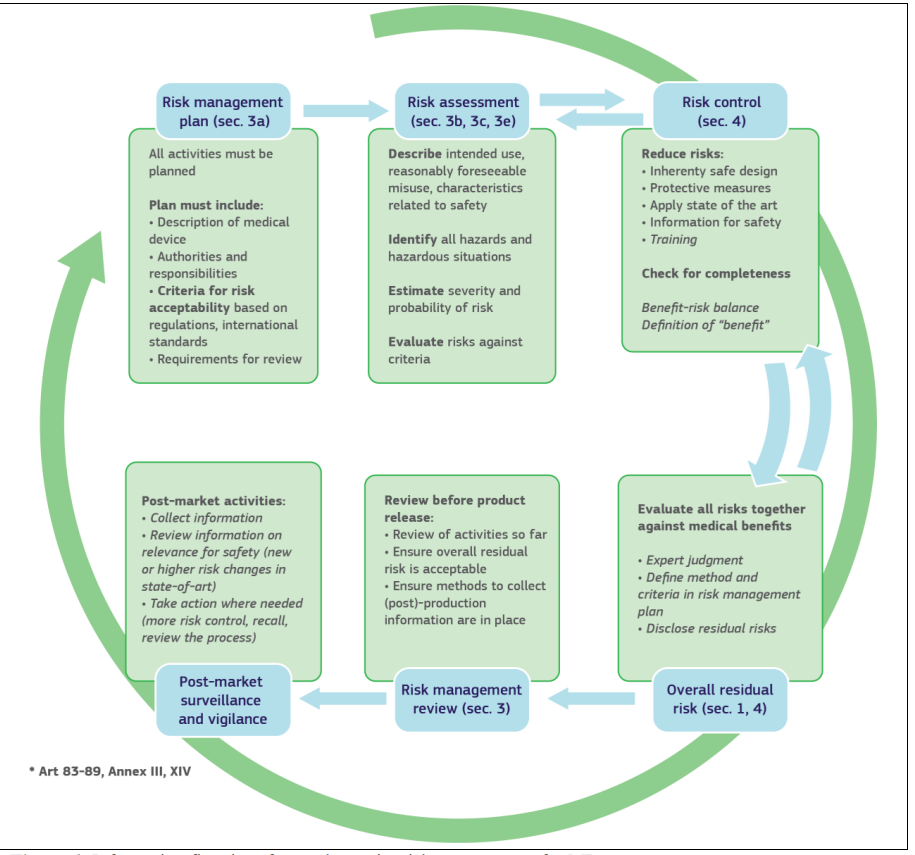 Risk management
plan (sec. 3a)
All activities must be
planned
Plan must include:
• Description of medical
device
• Authorities and
responsibilities
• Criteria for risk
acceptability based on
regulations, international
standards
• Requirements for review
Risk assessment
(sec. 3b, 3c, 3e)
Describe intended use,
reasonably foreseeable
misuse, characteristics
related to safety
Identify all hazards and
hazardous situations
Estimate severity and
probability of risk
Evaluate risks against
criteria
Risk control
(sec. 4)
Reduce risks:
• Inherenty safe design
• Protective measures
• Apply state of the art
• Information for safety
• Training
Check for completeness
Benefit-risk balance
Definition of “benefit”
Evaluate all risks together
against medical benefits
• Expert judgment
• Define method and
criteria in risk management
plan
• Disclose residual risks
Overall residual
risk (sec. 1, 4)
Review before product
release:
• Review of activities so far
• Ensure overall residual
risk is acceptable
• Ensure methods to collect
(post)-production
information are in place
Risk management
review (sec. 3)
Post-market activities:
• Collect information
• Review information on
relevance for safety (new
or higher risk changes in
state-of-art)
• Take action where needed
(more risk control, recall,
review the process)
Post-market
surveillance
and vigilance
* Art 83-89, Annex III, XIV